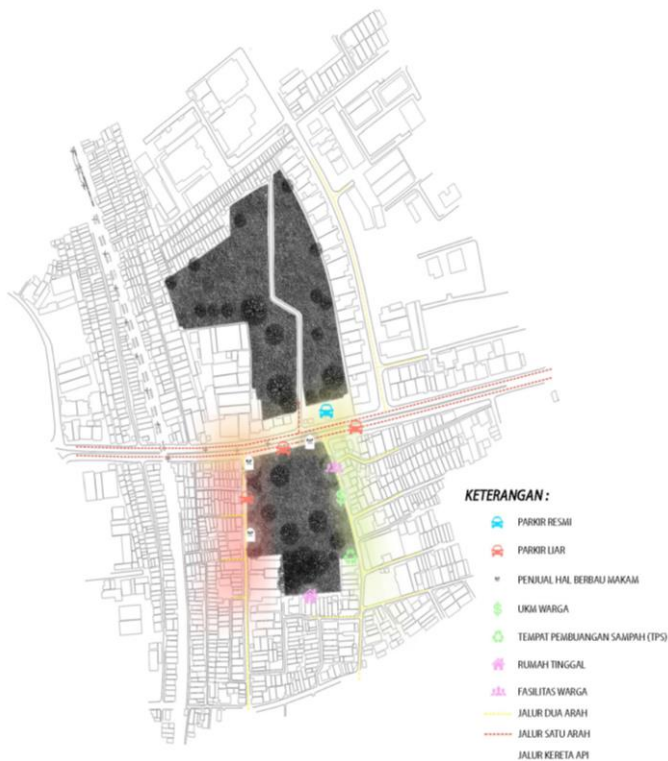 KETERANGAN :
PARKIR RESMI
PARKIR LIAR
PENJUAL HAL BERBAU MAKAM
UKM WARGA
TEMPAT PEMBUANGAN SAMPAH (TPS)
RUMAH TINGGAL
FASILITAS WARGA
JALUR DUA ARAH
JALUR SATU ARAH
JALUR KERETA API